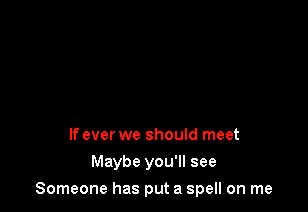 If ever we should meet
Maybe you'll see
Someone has put a spell on me